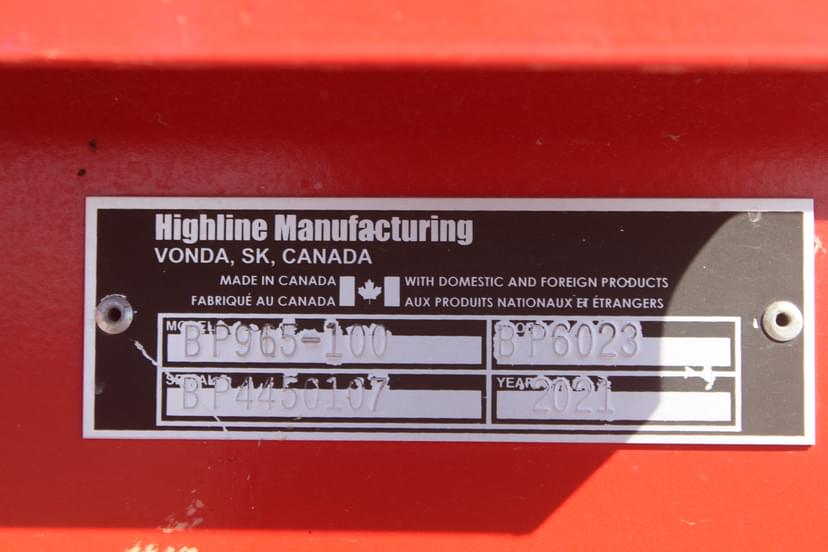 Highline Manufacturing
VONDA, SK, CANADA
MADE IN CANADA WITH DOMESTIC AND FOREIGN PRODUCTS
FABRIQUÉ AU CANADA AUX PRODUITS NATIONAUX ET ÉTRANGERS
BP965-100 BP6023
BP4450107 YEAR 2021